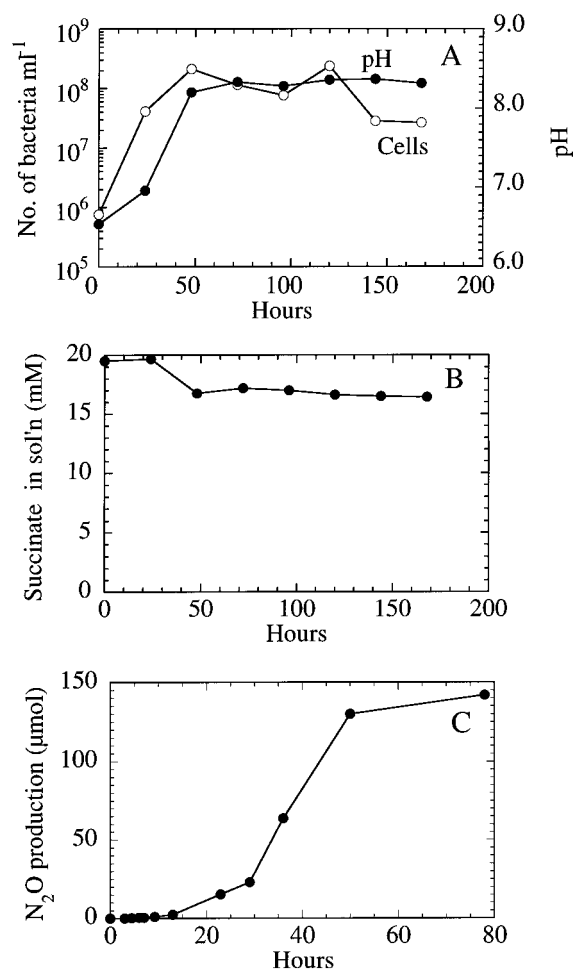 10⁹
10⁸
10⁷
10⁶
10⁵
No. of bacteria ml⁻¹
A
pH
Cells
9.0
8.0
7.0
6.0
pH
0 50 100 150 200
Hours
20
15
10
5
0
Succinate in sol'n (mM)
B
0 50 100 150 200
Hours
150
100
50
0
N₂O production (μmol)
C
0 20 40 60 80
Hours